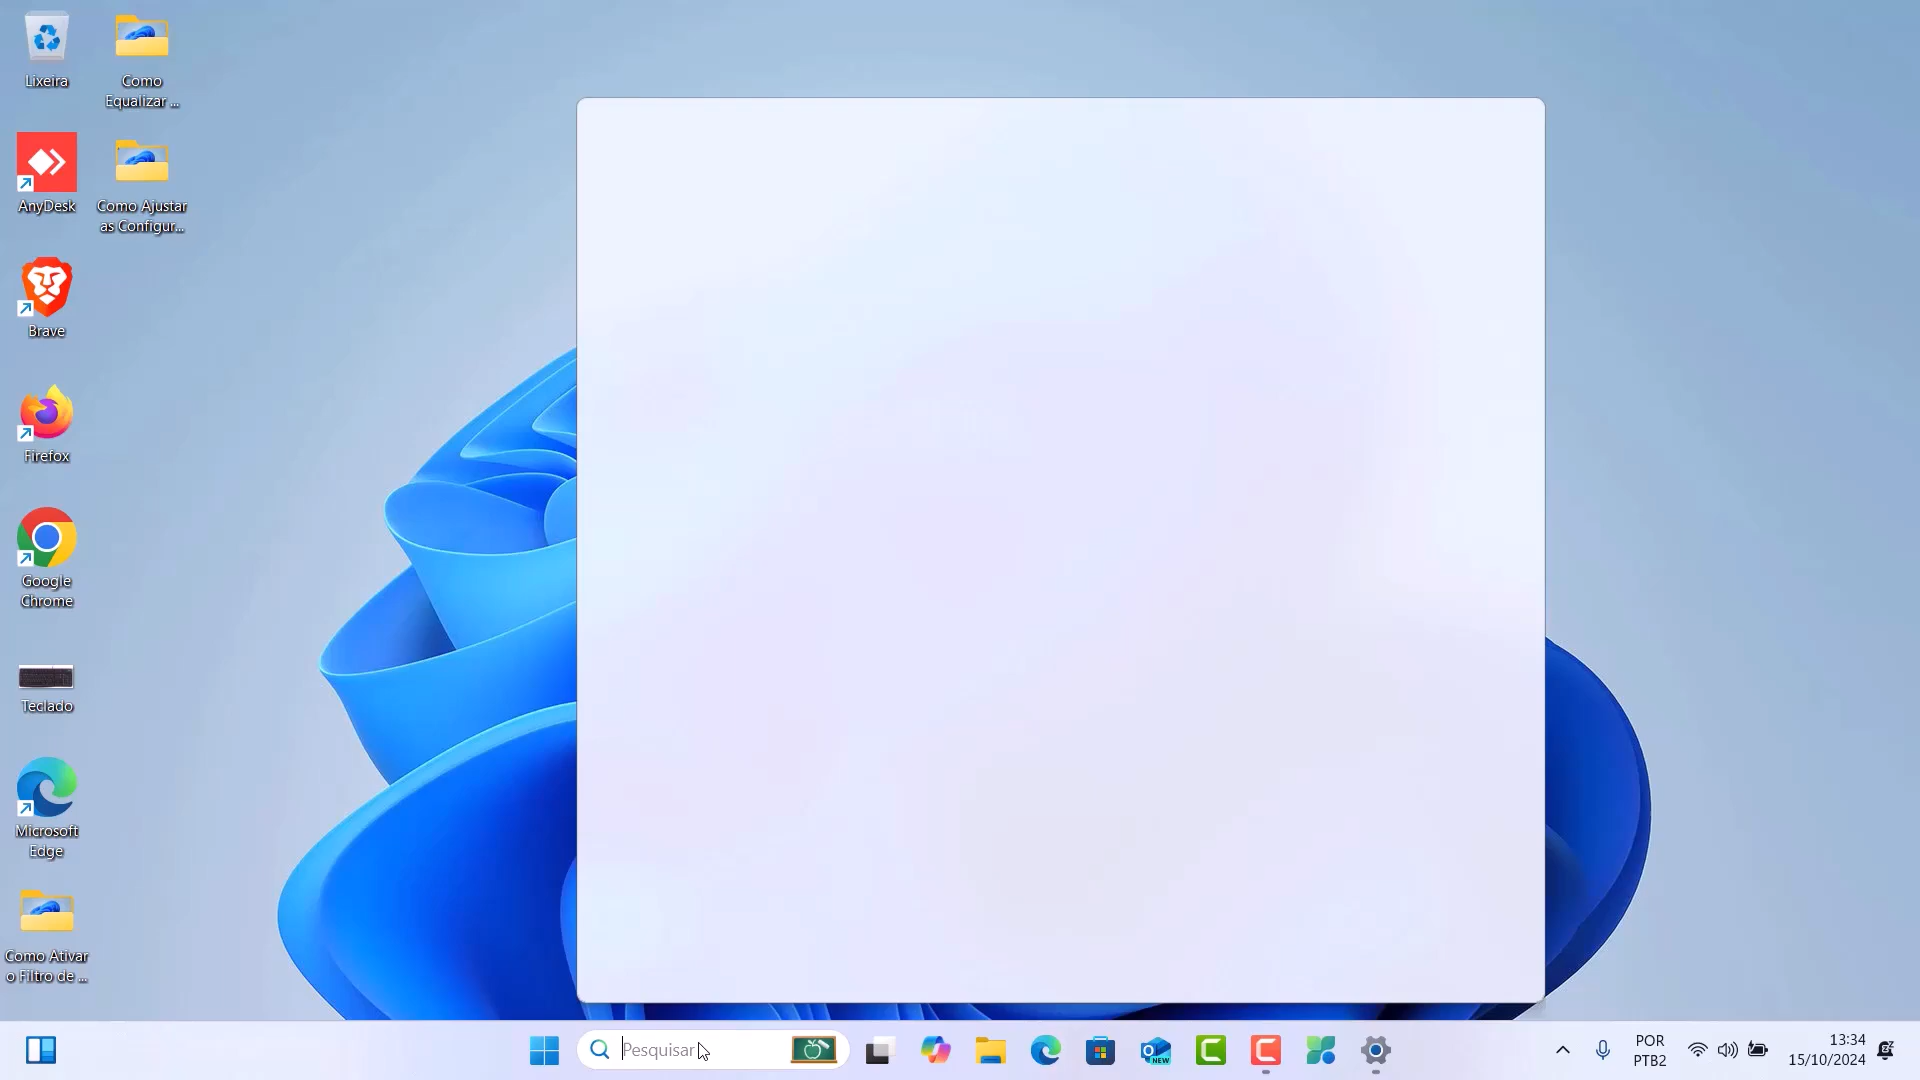 Lixeira
Como
Equalizar ...
AnyDesk
Como Ajustar
as Configur...
Brave
Firefox
Google
Chrome
Teclado
Microsoft
Edge
Como Ativar
o Filtro de ...
Pesquisar
NEW
POR
PTB2
13:34
15/10/2024